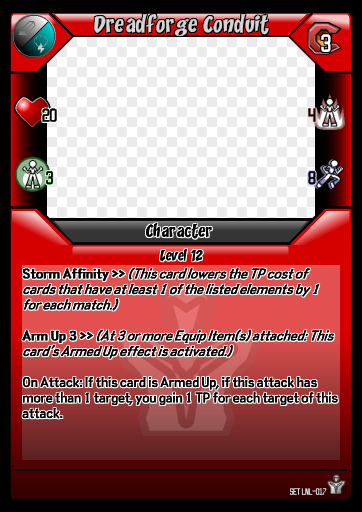 Dreadforge Conduit
3
20
4
3
8
Character
Level 12
Storm Affinity >> (This card lowers the TP cost of
cards that have at least 1 of the listed elements by 1
for each match.)
Arm Up 3 >> (At 3 or more Equip Item(s) attached: This
card's Armed Up effect is activated.)
On Attack: If this card is Armed Up, if this attack has
more than 1 target, you gain 1 TP for each target of this
attack.
SET LNL-017